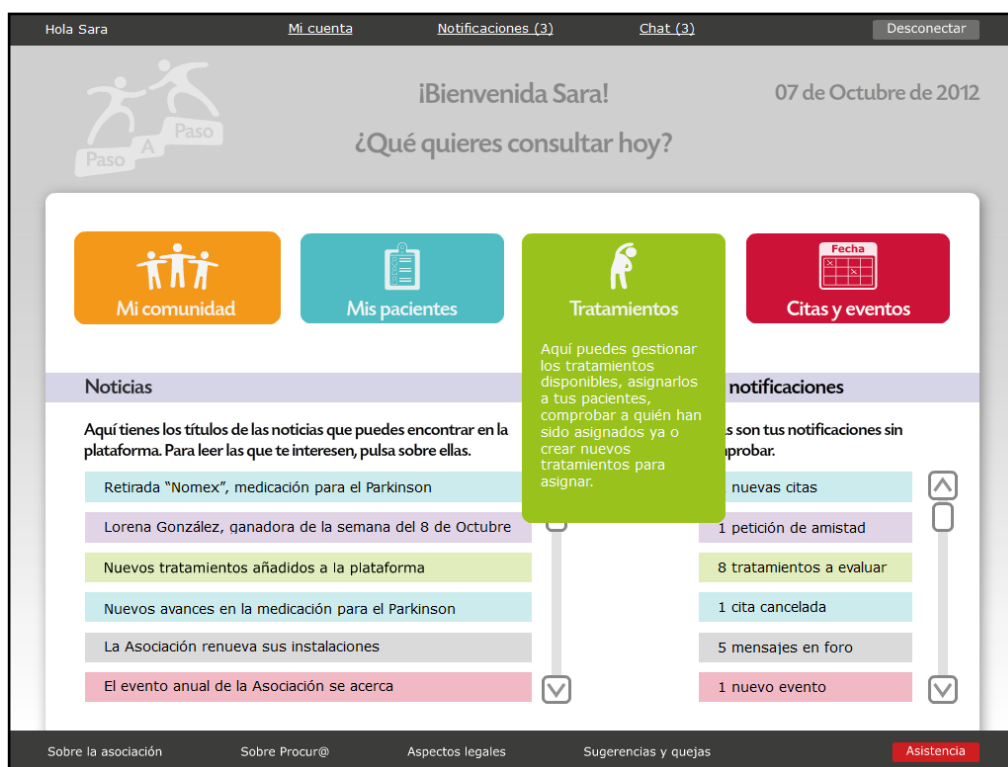 Hola Sara
Mi cuenta
Notificaciones (3)
Chat (3)
Desconectar
Paso
A
Paso
¡Bienvenida Sara!
¿Qué quieres consultar hoy?
07 de Octubre de 2012
Mi comunidad
Mis pacientes
Tratamientos
Aquí puedes gestionar
los tratamientos
disponibles, asignarlos
a tus pacientes,
comprobar a quién han
sido asignados ya o
crear nuevos
tratamientos para
asignar.
Fecha
Citas y eventos
Noticias
Aquí tienes los títulos de las noticias que puedes encontrar en la
plataforma. Para leer las que te interesen, pulsa sobre ellas.
Retirada “Nomex”, medicación para el Parkinson
Lorena González, ganadora de la semana del 8 de Octubre
Nuevos tratamientos añadidos a la plataforma
Nuevos avances en la medicación para el Parkinson
La Asociación renueva sus instalaciones
El evento anual de la Asociación se acerca
notificaciones
son tus notificaciones sin
nuevas citas
1 petición de amistad
8 tratamientos a evaluar
1 cita cancelada
5 mensajes en foro
1 nuevo evento
Sobre la asociación
Sobre Procur@
Aspectos legales
Sugerencias y quejas
Asistencia